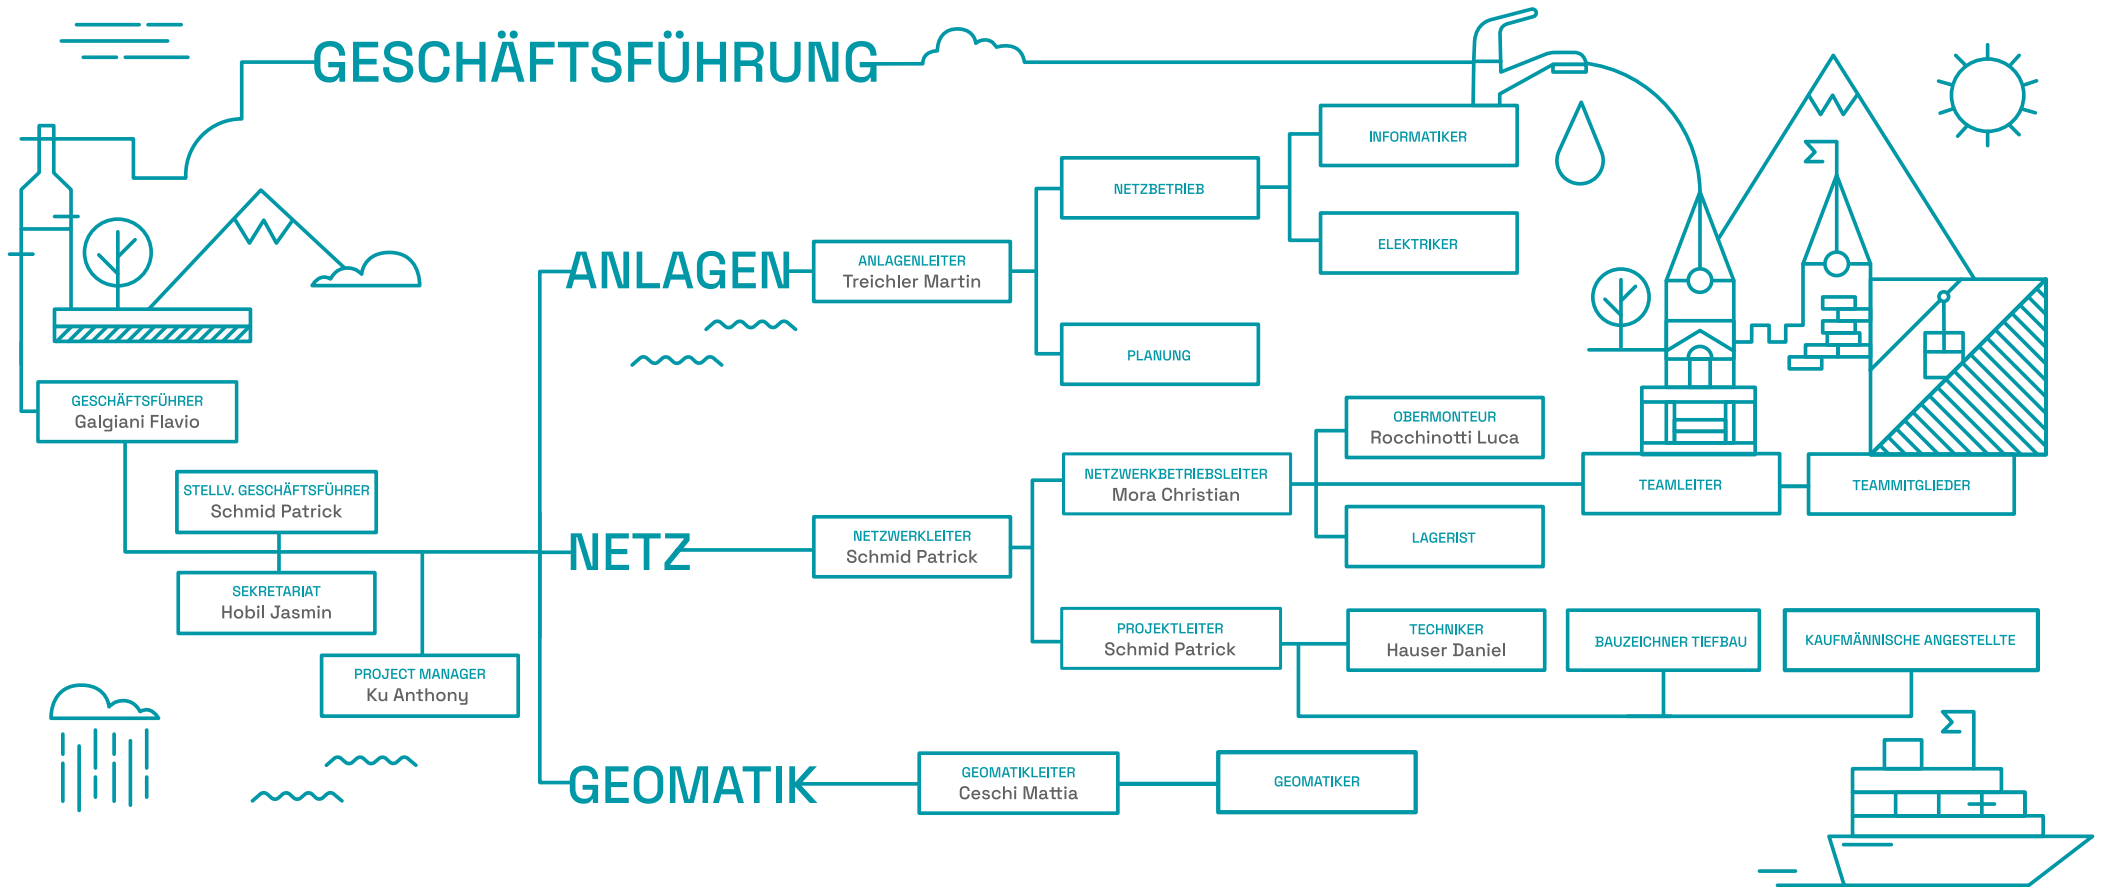 GESCHÄFTSFÜHRUNG
INFORMATIKER
NETZBETRIEB
ELEKTRIKER
ANLAGEN
ANLAGENLEITER
Treichler Martin
PLANUNG
GESCHÄFTSFÜHRER
Galgiani Flavio
OBERMONTEUR
Rocchinotti Luca
STELLV. GESCHÄFTSFÜHRER
Schmid Patrick
NETZWERKBETRIEBSLEITER
Mora Christian
TEAMLEITER
TEAMMITGLIEDER
NETZ
NETZWERKLEITER
Schmid Patrick
LAGERIST
SEKRETARIAT
Hobil Jasmin
PROJEKTLEITER
Schmid Patrick
TECHNIKER
Hauser Daniel
BAUZEICHNER TIEFBAU
KAUFMÄNNISCHE ANGESTELLTE
PROJECT MANAGER
Ku Anthony
GEOMATIK
GEOMATIKLEITER
Ceschi Mattia
GEOMATIKER